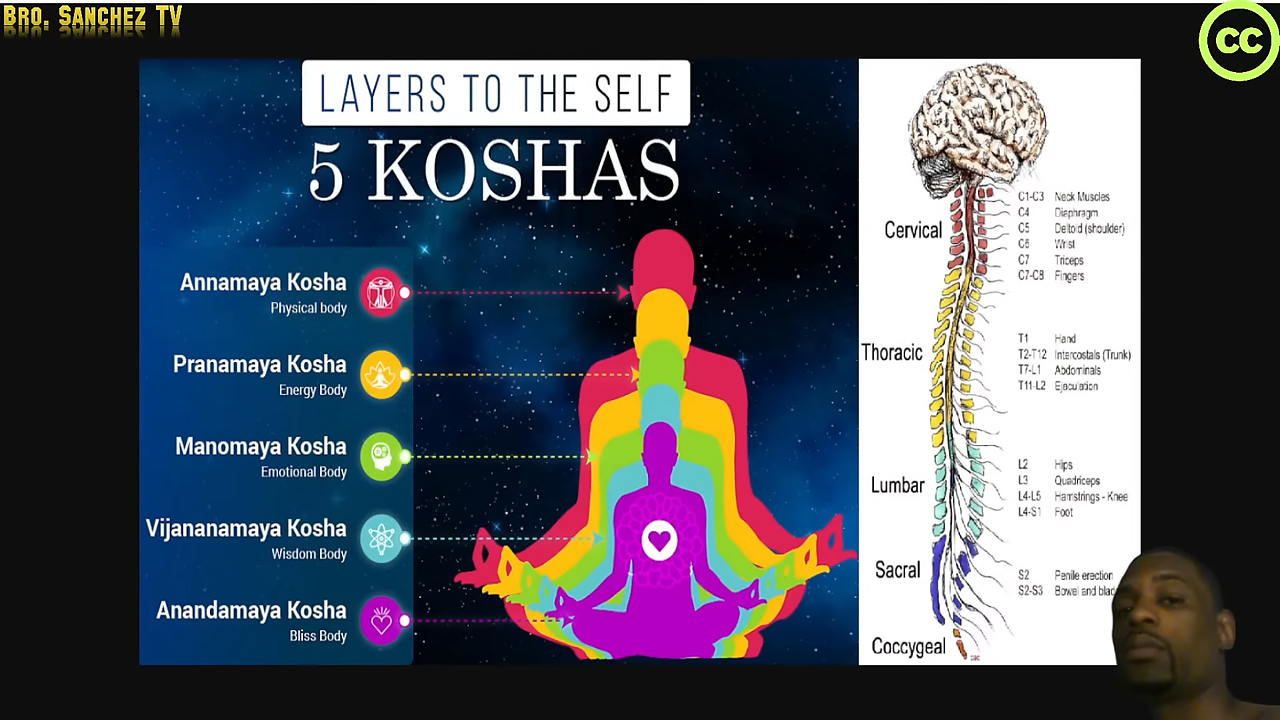 Bro. Sanchez TV
CC
LAYERS TO THE SELF
5 KOSHAS
Annamaya Kosha
Physical body
Pranamaya Kosha
Energy Body
Manomaya Kosha
Emotional Body
Vijananamaya Kosha
Wisdom Body
Anandamaya Kosha
Bliss Body
Cervical
C1-C3 Neck Muscles
C4 Diaphragm
C5 Deltoid (shoulder)
C6 Wrist
C7 Triceps
C7-C8 Fingers
Thoracic
T1 Hand
T2-T12 Intercostals (Trunk)
T7-L1 Abdominals
T11-L2 Ejaculation
Lumbar
L2 Hips
L3 Quadriceps
L4-L5 Hamstrings - Knee
L4-S1 Foot
Sacral
S2 Penile erection
S2-S3 Bowel and
Coccygeal